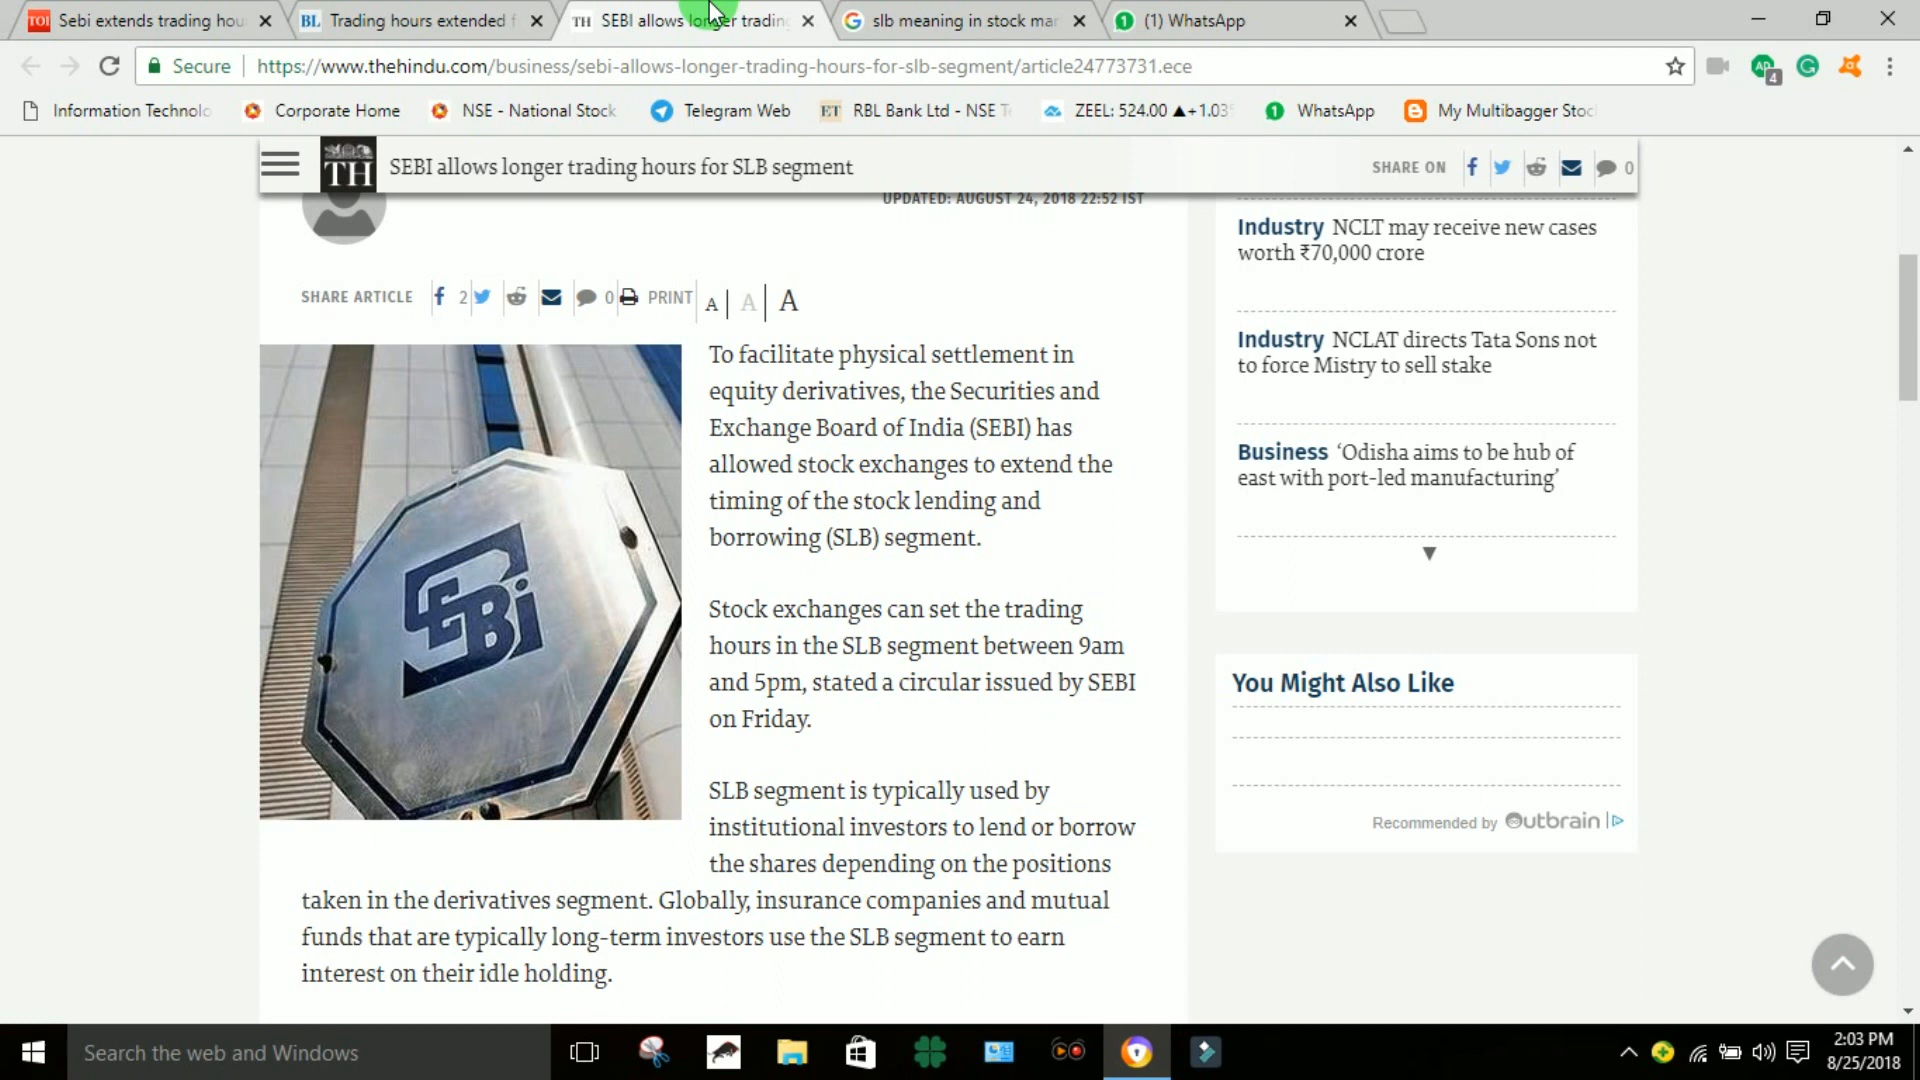 TOI Sebi extends trading hou
BL Trading hours extended f
TH SEBI allows longer trading
slb meaning in stock mar
(1) WhatsApp
Secure
https://www.thehindu.com/business/sebi-allows-longer-trading-hours-for-slb-segment/article24773731.ece
4
Information Technolo
Corporate Home
NSE - National Stock
Telegram Web
ET RBL Bank Ltd - NSE T
ZEEL: 524.00 ▲+1.03
1 WhatsApp
My Multibagger Stoc
TH
SEBI allows longer trading hours for SLB segment
SHARE ON
0
UPDATED: AUGUST 24, 2018 22:52 IST
SHARE ARTICLE
2
0
PRINT
A | A | A
SEBi
To facilitate physical settlement in
equity derivatives, the Securities and
Exchange Board of India (SEBI) has
allowed stock exchanges to extend the
timing of the stock lending and
borrowing (SLB) segment.
Stock exchanges can set the trading
hours in the SLB segment between 9am
and 5pm, stated a circular issued by SEBI
on Friday.
SLB segment is typically used by
institutional investors to lend or borrow
the shares depending on the positions
taken in the derivatives segment. Globally, insurance companies and mutual
funds that are typically long-term investors use the SLB segment to earn
interest on their idle holding.
Industry NCLT may receive new cases
worth ₹70,000 crore
Industry NCLAT directs Tata Sons not
to force Mistry to sell stake
Business ‘Odisha aims to be hub of
east with port-led manufacturing’
You Might Also Like
Recommended by Outbrain
Search the web and Windows
2:03 PM
8/25/2018